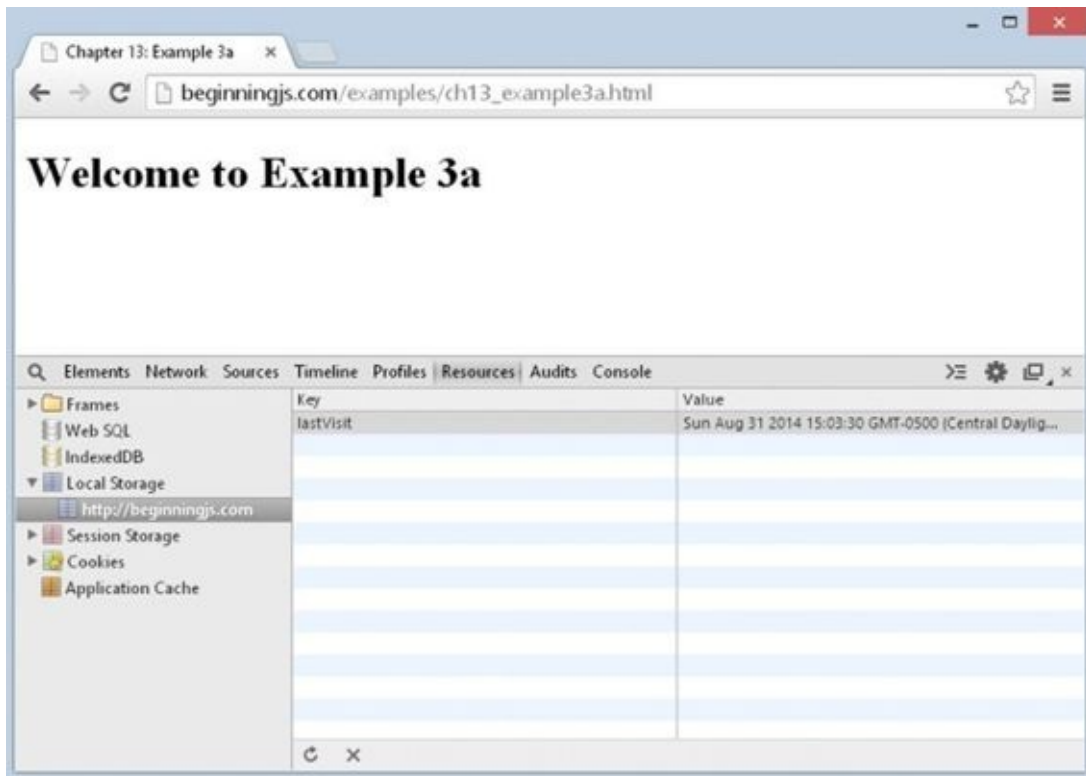 Chapter 13: Example 3a
beginningjs.com/examples/ch13_example3a.html
Welcome to Example 3a
Elements Network Sources Timeline Profiles Resources Audits Console
Frames
Web SQL
IndexedDB
Local Storage
http://beginningjs.com
Session Storage
Cookies
Application Cache
Key Value
lastVisit Sun Aug 31 2014 15:03:30 GMT-0500 (Central Daylig...